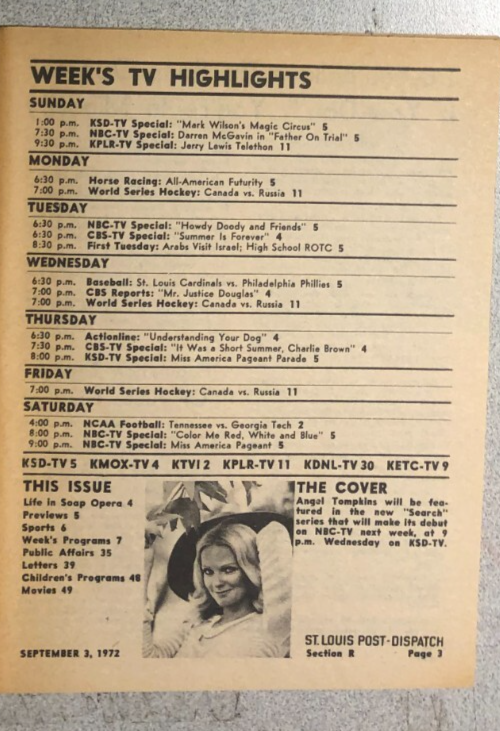 WEEK'S TV HIGHLIGHTS
SUNDAY
1:00 p.m. KSD-TV Special: "Mark Wilson's Magic Circus" 5
7:30 p.m. NBC-TV Special: Darren McGavin in "Father On Trial" 5
9:30 p.m. KPLR-TV Special: Jerry Lewis Telethon 11
MONDAY
6:30 p.m. Horse Racing: All-American Futurity 5
7:00 p.m. World Series Hockey: Canada vs. Russia 11
TUESDAY
6:30 p.m. NBC-TV Special: "Howdy Doody and Friends" 5
6:30 p.m. CBS-TV Special: "Summer Is Forever" 4
8:30 p.m. First Tuesday: Arabs Visit Israel; High School ROTC 5
WEDNESDAY
6:30 p.m. Baseball: St. Louis Cardinals vs. Philadelphia Phillies 5
7:00 p.m. CBS Reports: "Mr. Justice Douglas" 4
7:00 p.m. World Series Hockey: Canada vs. Russia 11
THURSDAY
6:30 p.m. Actionline: "Understanding Your Dog" 4
7:30 p.m. CBS-TV Special: "It Was a Short Summer, Charlie Brown" 4
8:00 p.m. KSD-TV Special: Miss America Pageant Parade 5
FRIDAY
7:00 p.m. World Series Hockey: Canada vs. Russia 11
SATURDAY
4:00 p.m. NCAA Football: Tennessee vs. Georgia Tech 2
8:00 p.m. NBC-TV Special: "Color Me Red, White and Blue" 5
9:00 p.m. NBC-TV Special: Miss America Pageant 5
KSD-TV 5 KMOX-TV 4 KTVI 2 KPLR-TV 11 KDNL-TV 30 KETC-TV 9
THIS ISSUE
Life in Soap Opera 4
Previews 5
Sports 6
Week's Programs 7
Public Affairs 35
Letters 39
Children's Programs 48
Movies 49
THE COVER
Angel Tompkins will be fea-
tured in the new "Search"
series that will make its debut
on NBC-TV next week, at 9
p.m. Wednesday on KSD-TV.
SEPTEMBER 3, 1972
ST. LOUIS POST-DISPATCH
Section R Page 3